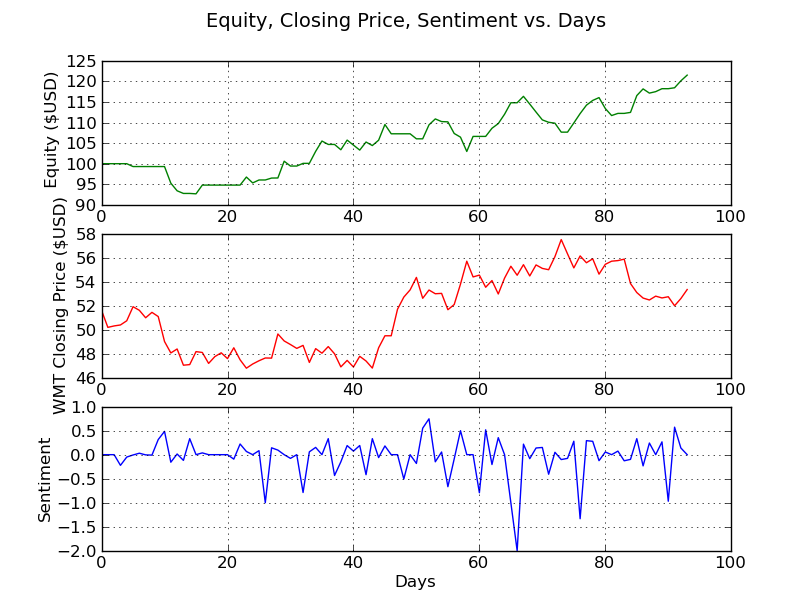 Equity, Closing Price, Sentiment vs. Days
Equity ($USD)
125
120
115
110
105
100
95
90
0 20 40 60 80 100
WMT Closing Price ($USD)
58
56
54
52
50
48
46
0 20 40 60 80 100
Sentiment
1.0
0.5
0.0
−0.5
−1.0
−1.5
−2.0
0 20 40 60 80 100
Days